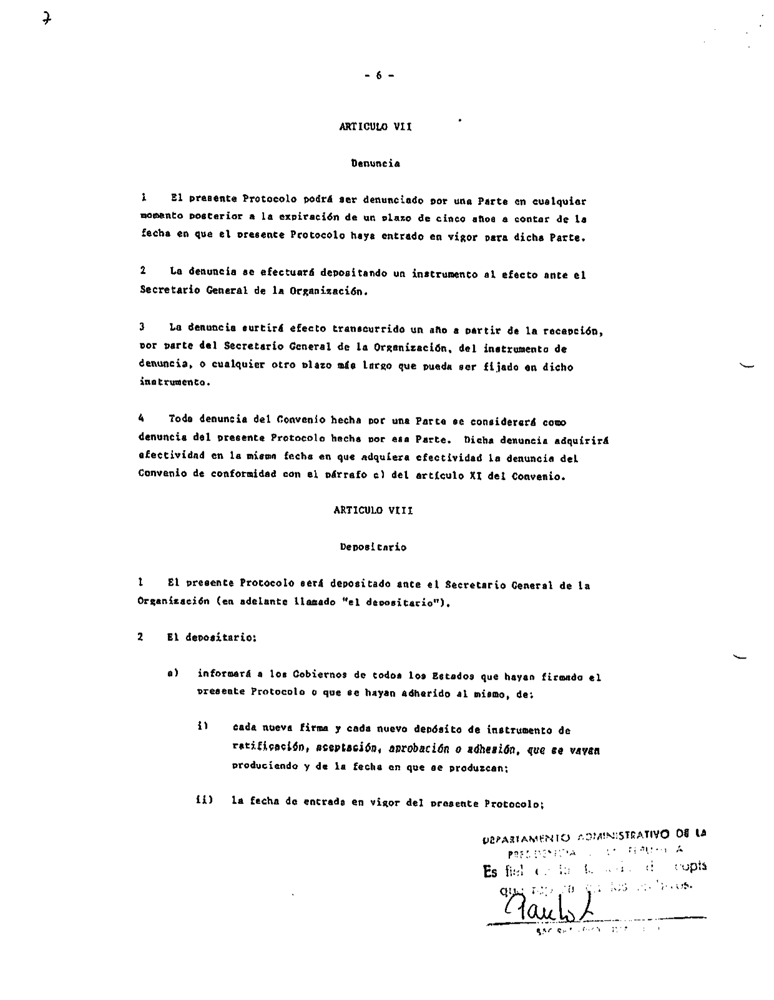 7
- 6 -
ARTICULO VII
Denuncia
1 El presente Protocolo podrá ser denunciado por una Parte en cualquier
momento posterior a la expiración de un plazo de cinco años a contar de la
fecha en que el presente Protocolo haya entrado en vigor para dicha Parte.
2 La denuncia se efectuará depositando un instrumento al efecto ante el
Secretario General de la Organización.
3 La denuncia surtirá efecto transcurrido un año a partir de la recepción,
por parte del Secretario General de la Organización, del instrumento de
denuncia, o cualquier otro plazo más largo que pueda ser fijado en dicho
instrumento.
4 Toda denuncia del Convenio hecha por una Parte se considerará como
denuncia del presente Protocolo hecha por esa Parte. Dicha denuncia adquirirá
efectividad en la misma fecha en que adquiera efectividad la denuncia del
Convenio de conformidad con el párrafo c) del artículo XI del Convenio.
ARTICULO VIII
Depositario
1 El presente Protocolo será depositado ante el Secretario General de la
Organización (en adelante llamado "el depositario").
2 El depositario:
a) informará a los Gobiernos de todos los Estados que hayan firmado el
presente Protocolo o que se hayan adherido al mismo, de:
i) cada nueva firma y cada nuevo depósito de instrumento de
ratificación, aceptación, aprobación o adhesión, que se vayan
produciendo y de la fecha en que se produzcan;
ii) la fecha de entrada en vigor del presente Protocolo;
DEPARTAMENTO ADMINISTRATIVO DE LA
PRESIDENCIA
Es fiel copia
que